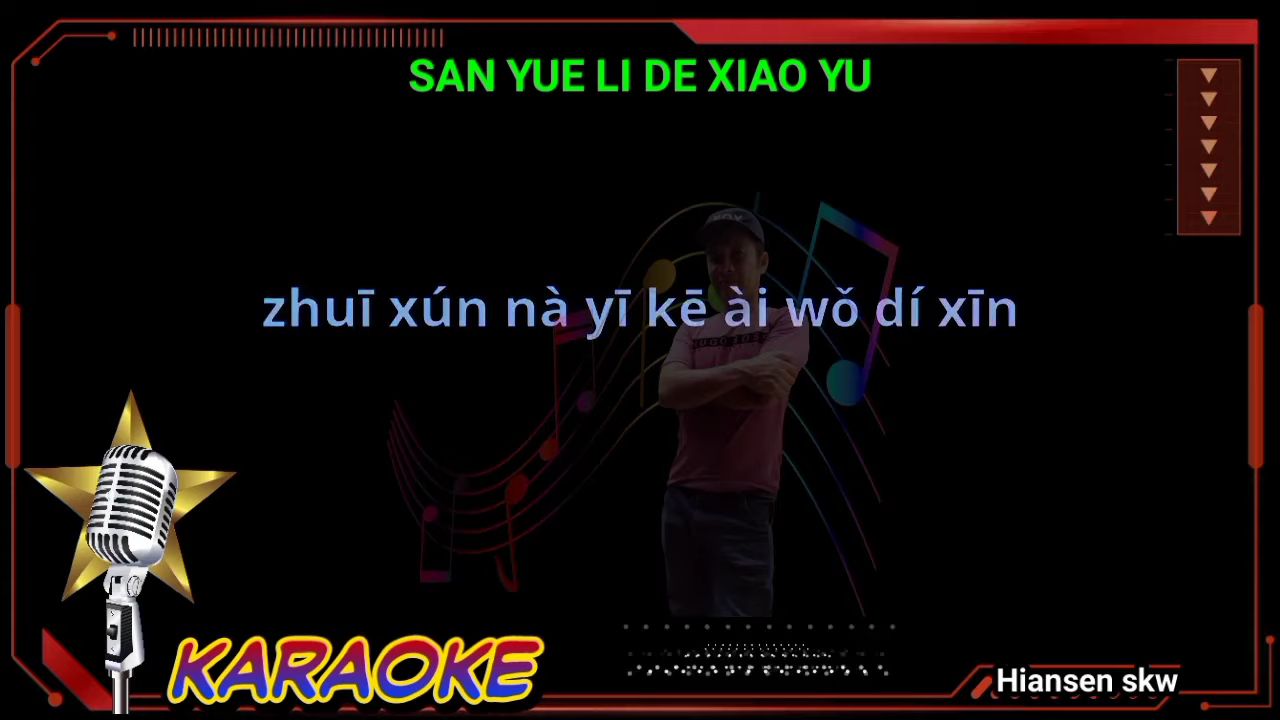 SAN YUE LI DE XIAO YU
zhuī xún nà yī kē ài wǒ dí xīn
KARAOKE
Hiansen skw